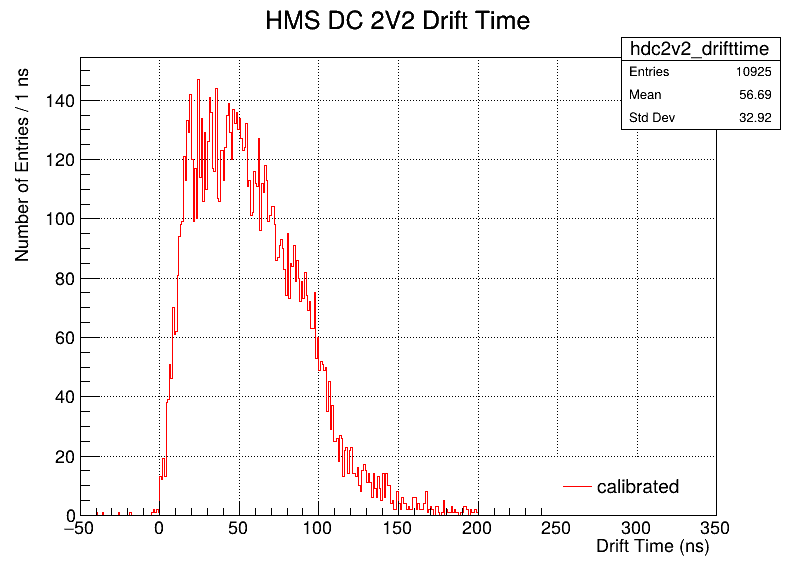 HMS DC 2V2 Drift Time
hdc2v2_drifttime
Entries 10925
Mean 56.69
Std Dev 32.92
Number of Entries / 1 ns
140
120
100
80
60
40
20
0
−50 0 50 100 150 200 250 300 350
Drift Time (ns)
calibrated